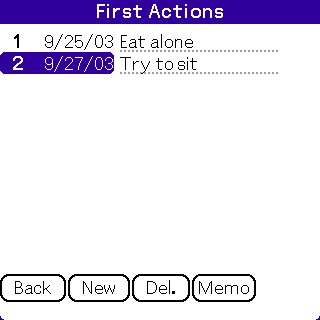 First Actions
1 9/25/03 Eat alone
2 9/27/03 Try to sit
Back New Del. Memo